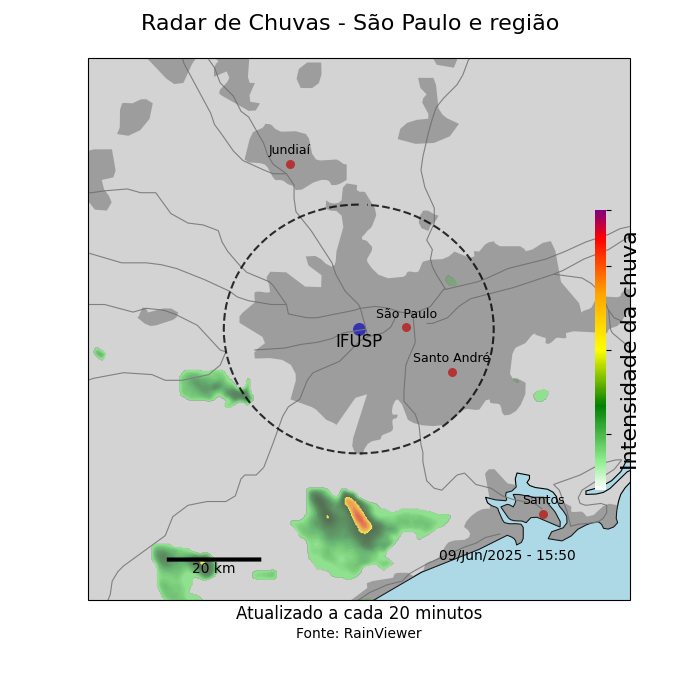 Radar de Chuvas - São Paulo e região
Jundiaí
São Paulo
IFUSP
Santo André
Intensidade da chuva
Santos
09/Jun/2025 - 15:50
20 km
Atualizado a cada 20 minutos
Fonte: RainViewer